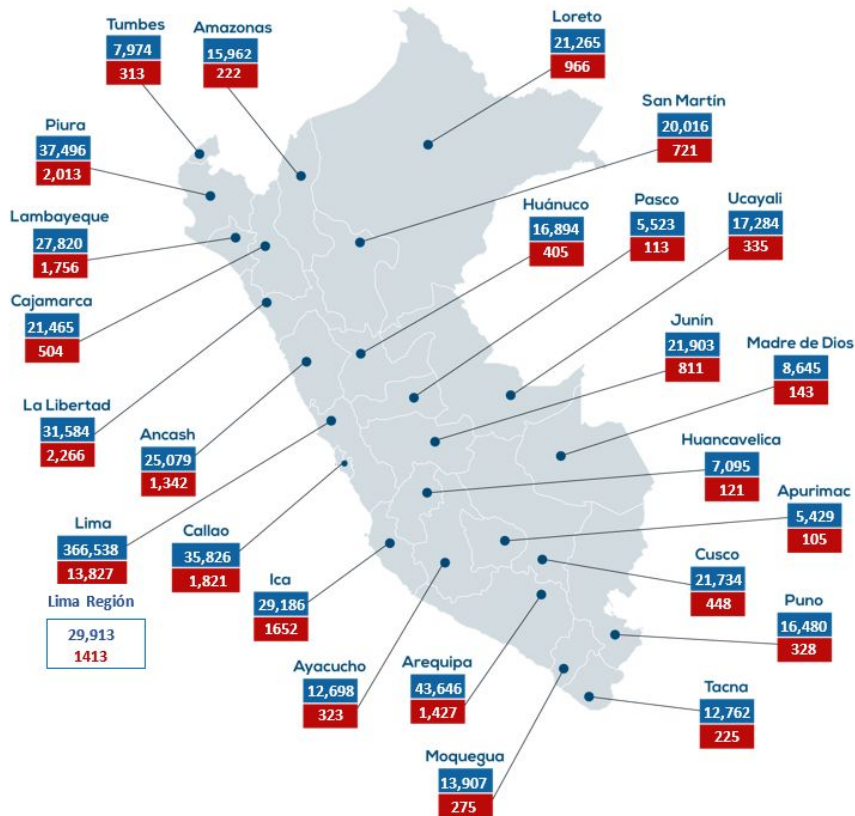 Tumbes
7,974
313
Amazonas
15,962
222
Loreto
21,265
966
San Martín
20,016
721
Piura
37,496
2,013
Huánuco
16,894
405
Pasco
5,523
113
Ucayali
17,284
335
Lambayeque
27,820
1,756
Cajamarca
21,465
504
Junín
21,903
811
Madre de Dios
8,645
143
La Libertad
31,584
2,266
Ancash
25,079
1,342
Huancavelica
7,095
121
Apurimac
5,429
105
Lima
366,538
13,827
Lima Región
29,913
1413
Callao
35,826
1,821
Ica
29,186
1652
Cusco
21,734
448
Puno
16,480
328
Ayacucho
12,698
323
Arequipa
43,646
1,427
Tacna
12,762
225
Moquegua
13,907
275